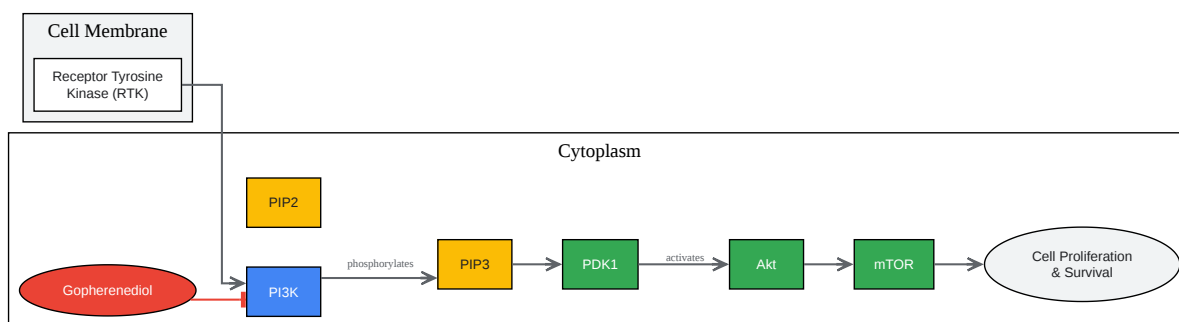 Cell Membrane
Receptor Tyrosine
Kinase (RTK)
Cytoplasm
PIP2
Gopherenediol
PI3K
phosphorylates
PIP3
PDK1
activates
Akt
mTOR
Cell Proliferation
& Survival